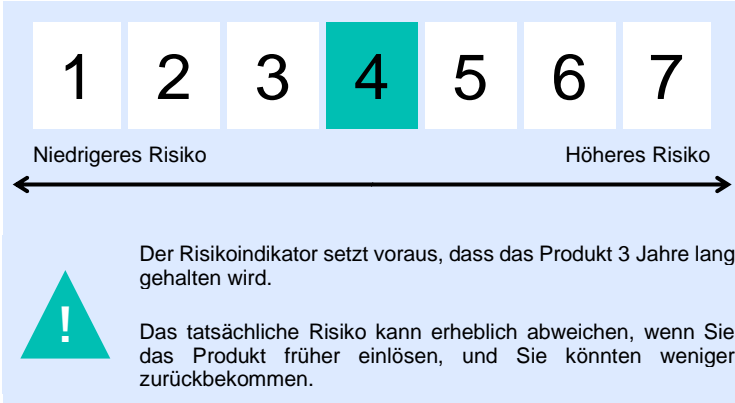 1 2 3 4 5 6 7
Niedrigeres Risiko Höheres Risiko
Der Risikoindikator setzt voraus, dass das Produkt 3 Jahre lang
gehalten wird.
!
Das tatsächliche Risiko kann erheblich abweichen, wenn Sie
das Produkt früher einlösen, und Sie könnten weniger
zurückbekommen.